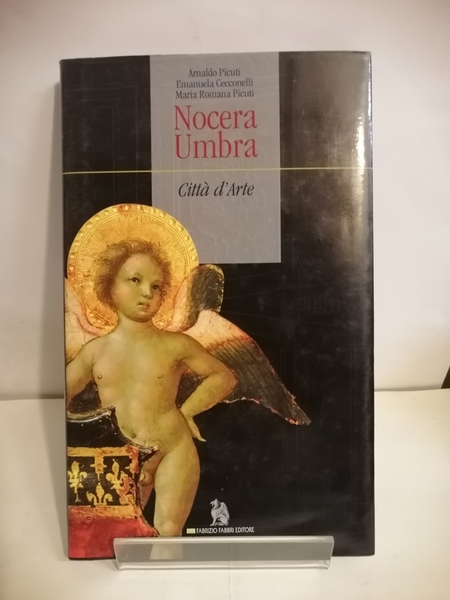 Arnaldo Picuti
Emanuela Cecconelli
Maria Romana Picuti
Nocera
Umbra
Città d'Arte
FABRIZIO FABBRI EDITORE